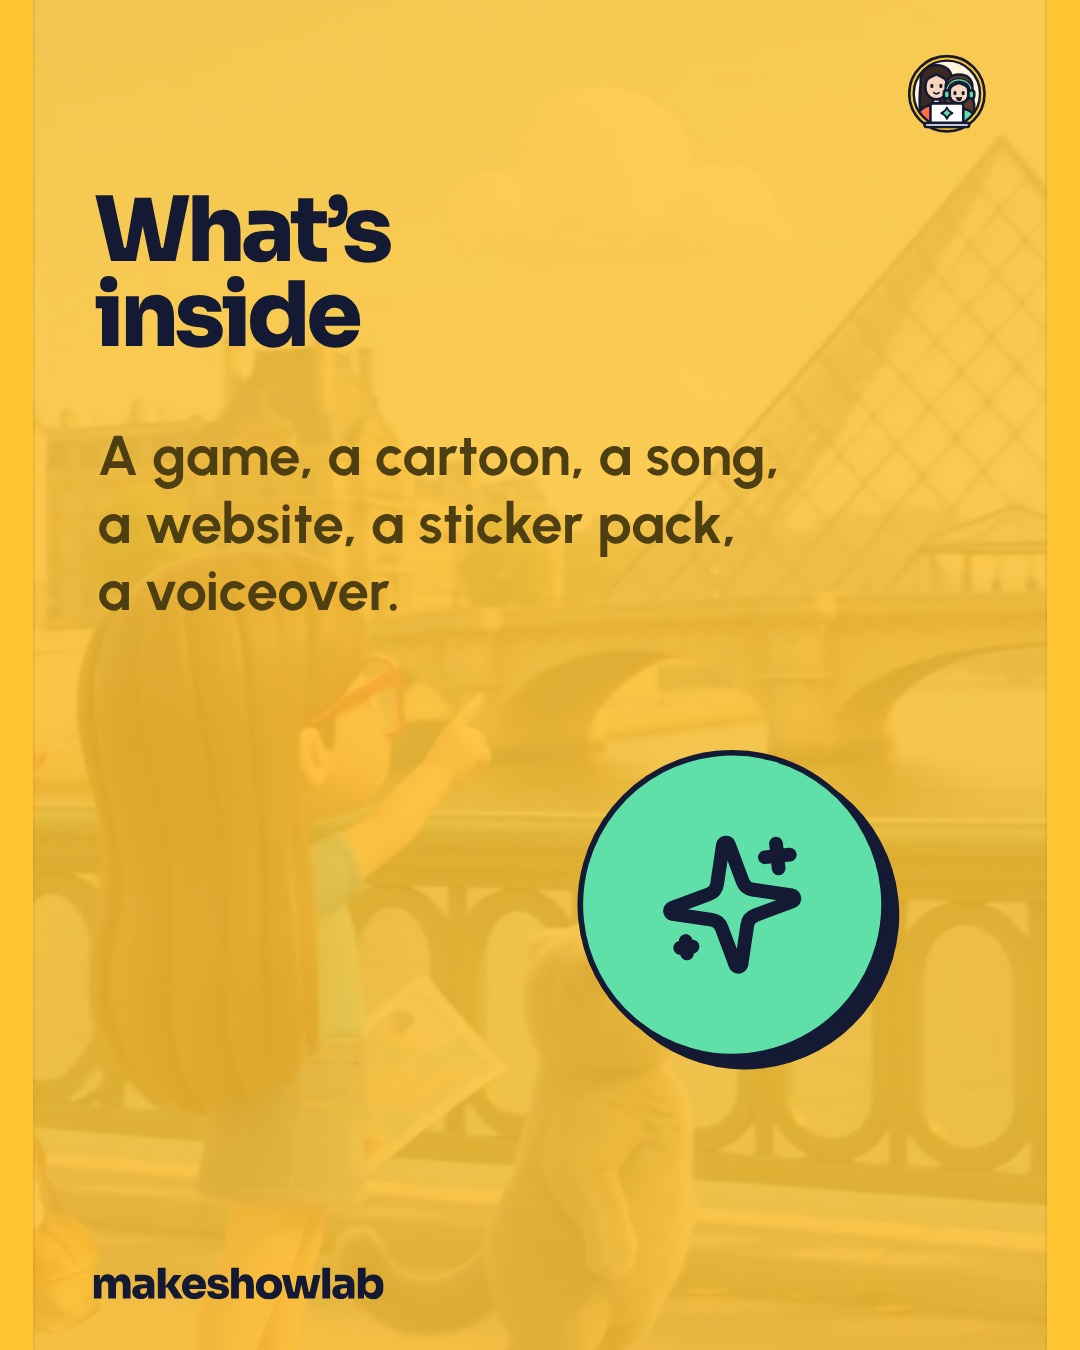 What’s
inside
A game, a cartoon, a song,
a website, a sticker pack,
a voiceover.
makeshowlab